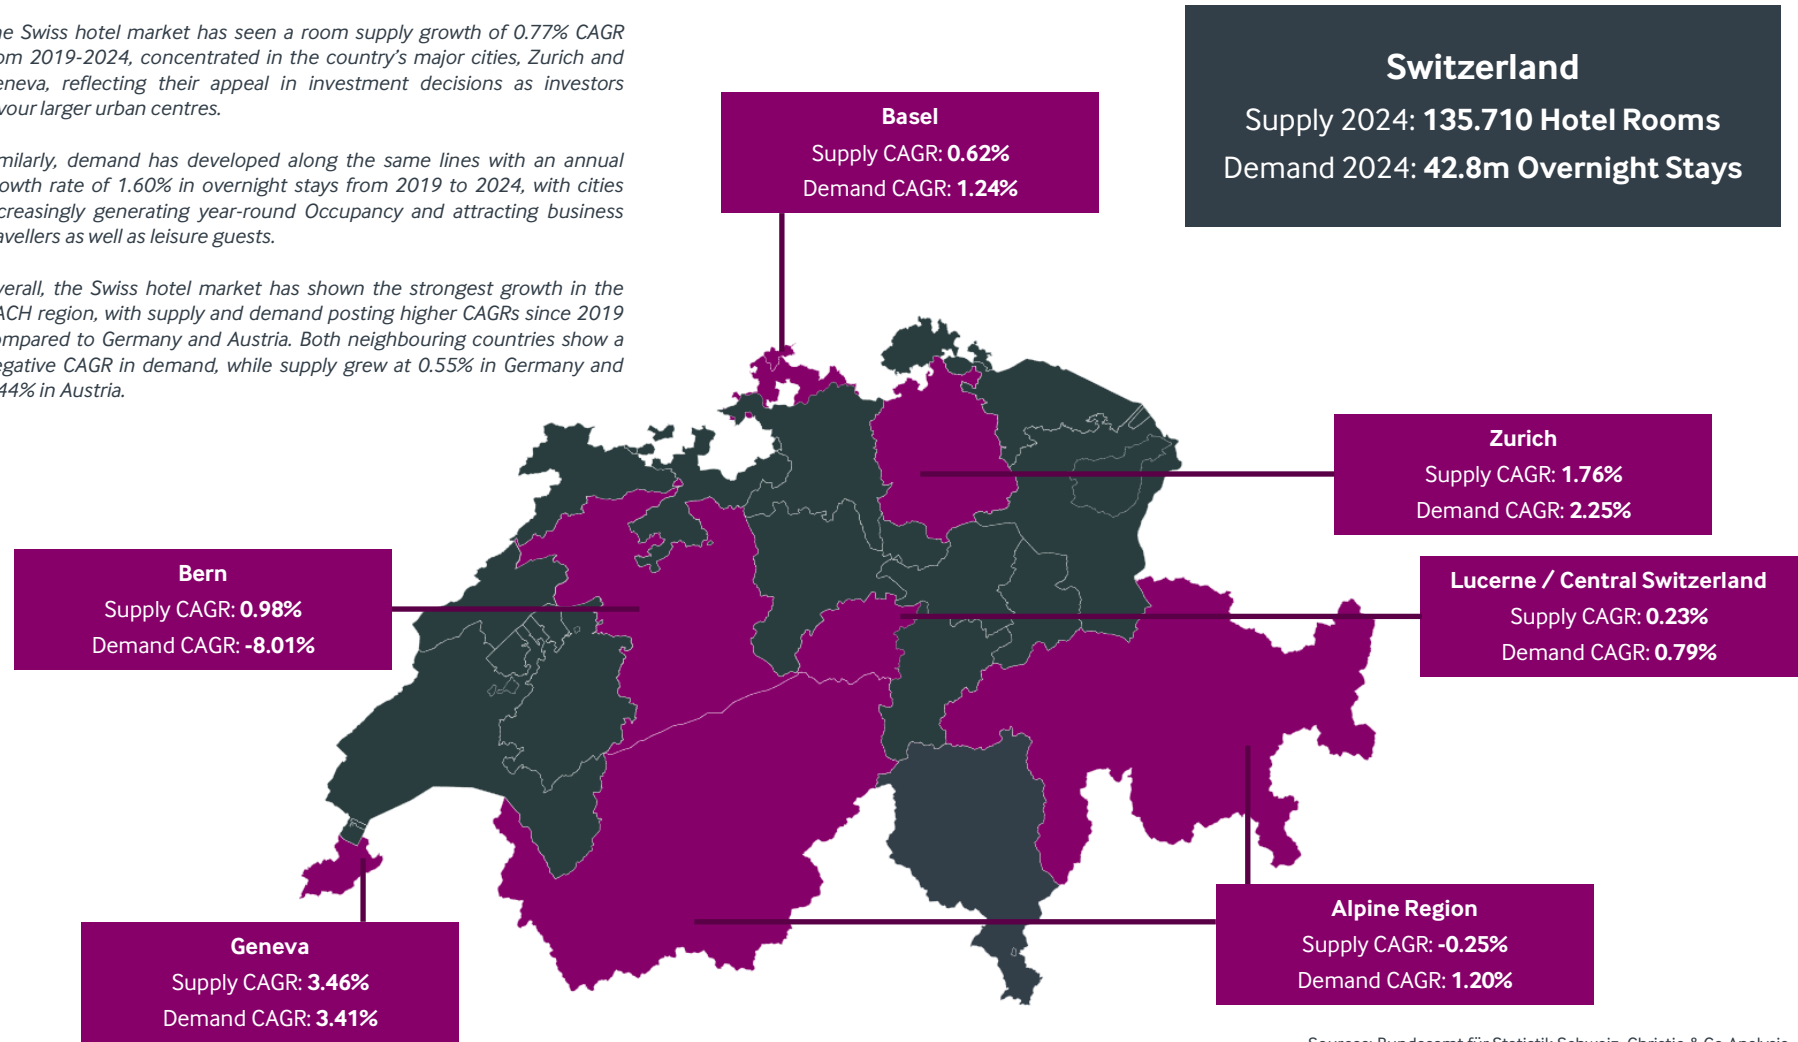 he Swiss hotel market has seen a room supply growth of 0.77% CAGR
om 2019-2024, concentrated in the country's major cities, Zurich and
eneva, reflecting their appeal in investment decisions as investors
vour larger urban centres.
milarly, demand has developed along the same lines with an annual
owth rate of 1.60% in overnight stays from 2019 to 2024, with cities
creasingly generating year-round Occupancy and attracting business
avellers as well as leisure guests.
verall, the Swiss hotel market has shown the strongest growth in the
ACH region, with supply and demand posting higher CAGRs since 2019
ompared to Germany and Austria. Both neighbouring countries show a
egative CAGR in demand, while supply grew at 0.55% in Germany and
.44% in Austria.
Switzerland
Supply 2024: 135.710 Hotel Rooms
Demand 2024: 42.8m Overnight Stays
Basel
Supply CAGR: 0.62%
Demand CAGR: 1.24%
Zurich
Supply CAGR: 1.76%
Demand CAGR: 2.25%
Bern
Supply CAGR: 0.98%
Demand CAGR: -8.01%
Lucerne / Central Switzerland
Supply CAGR: 0.23%
Demand CAGR: 0.79%
Geneva
Supply CAGR: 3.46%
Demand CAGR: 3.41%
Alpine Region
Supply CAGR: -0.25%
Demand CAGR: 1.20%
Sources: Bundesamt für Statistik Schweiz, Christie & Co Analysis